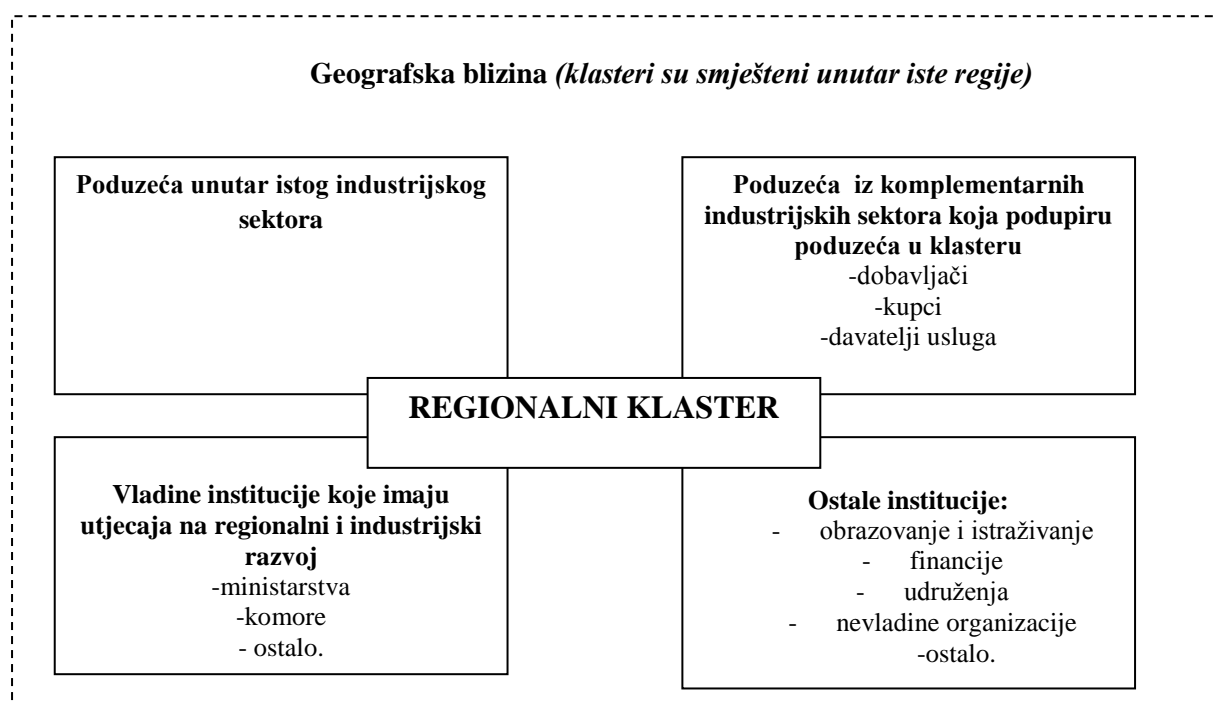 Geografska blizina (klasteri su smješteni unutar iste regije)
Poduzeća unutar istog industrijskog
sektora
Poduzeća iz komplementarnih
industrijskih sektora koja podupiru
poduzeća u klasteru
-dobavljači
-kupci
-davatelji usluga
REGIONALNI KLASTER
Vladine institucije koje imaju
utjecaja na regionalni i industrijski
razvoj
-ministarstva
-komore
- ostalo.
Ostale institucije:
- obrazovanje i istraživanje
- financije
- udruženja
- nevladine organizacije
-ostalo.